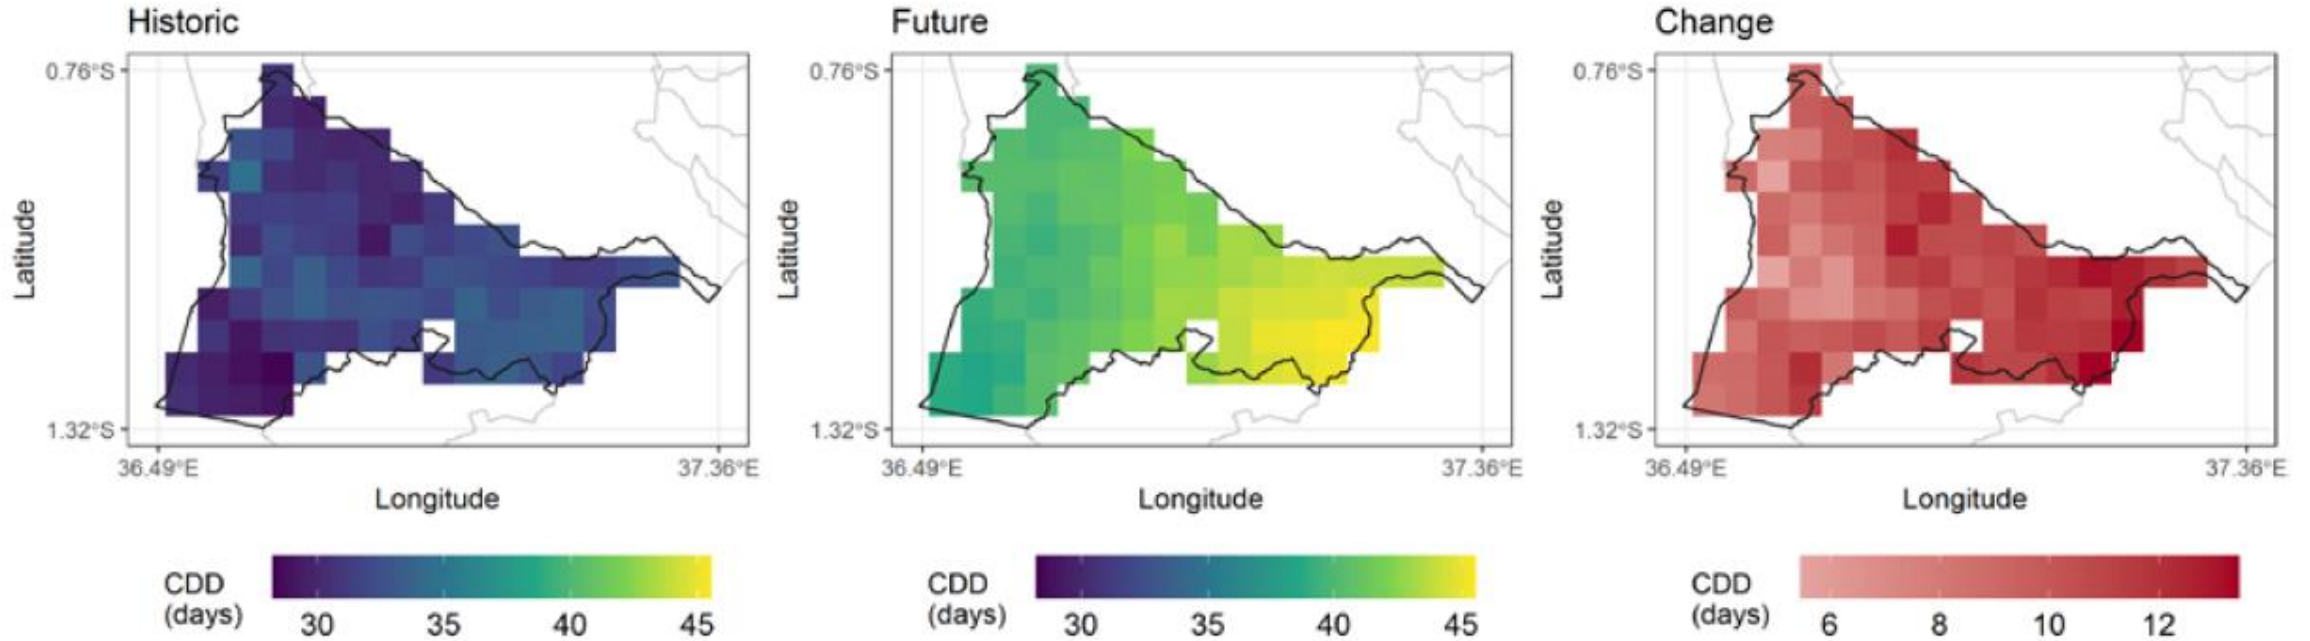 Historic
0.76°S
Latitude
1.32°S
36.49°E 37.36°E
Longitude
CDD
(days)
30 35 40 45
Future
0.76°S
Latitude
1.32°S
36.49°E 37.36°E
Longitude
CDD
(days)
30 35 40 45
Change
0.76°S
Latitude
1.32°S
36.49°E 37.36°E
Longitude
CDD
(days)
6 8 10 12